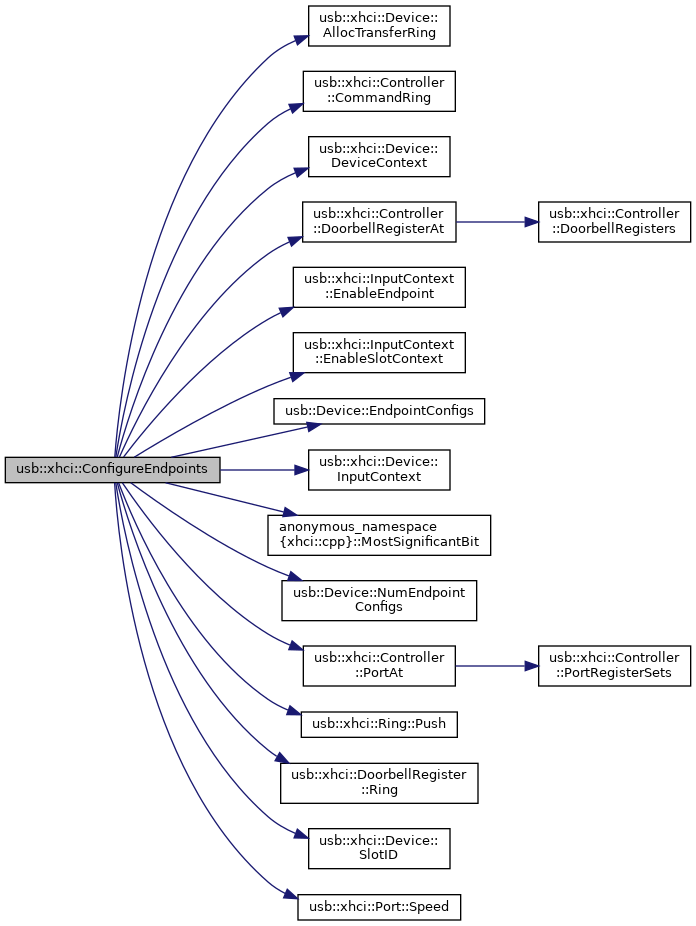 usb::xhci::Device::
AllocTransferRing
usb::xhci::Controller
::CommandRing
usb::xhci::Device::
DeviceContext
usb::xhci::Controller
::DoorbellRegisterAt
usb::xhci::Controller
::DoorbellRegisters
usb::xhci::InputContext
::EnableEndpoint
usb::xhci::InputContext
::EnableSlotContext
usb::Device::EndpointConfigs
usb::xhci::ConfigureEndpoints
usb::xhci::Device::
InputContext
anonymous_namespace
{xhci::cpp}::MostSignificantBit
usb::Device::NumEndpoint
Configs
usb::xhci::Controller
::PortAt
usb::xhci::Controller
::PortRegisterSets
usb::xhci::Ring::Push
usb::xhci::DoorbellRegister
::Ring
usb::xhci::Device::
SlotID
usb::xhci::Port::Speed